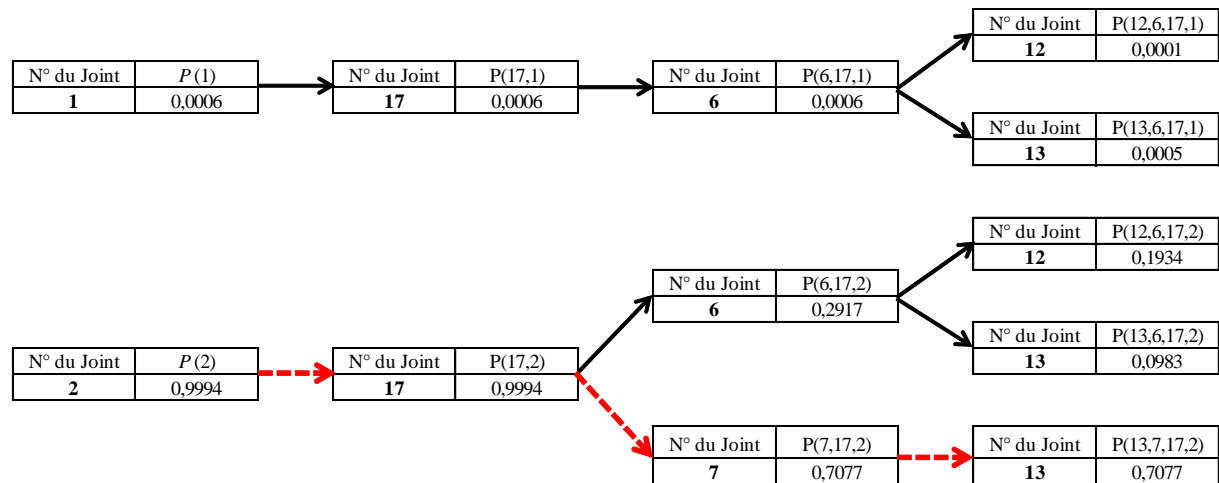 N° du Joint P(12,6,17,1)
12 0,0001
N° du Joint P(1) N° du Joint P(17,1) N° du Joint P(6,17,1)
1 0,0006 17 0,0006 6 0,0006
N° du Joint P(13,6,17,1)
13 0,0005
N° du Joint P(12,6,17,2)
12 0,1934
N° du Joint P(6,17,2)
6 0,2917
N° du Joint P(2) N° du Joint P(17,2) N° du Joint P(13,6,17,2)
2 0,9994 17 0,9994 13 0,0983
N° du Joint P(7,17,2) N° du Joint P(13,7,17,2)
7 0,7077 13 0,7077